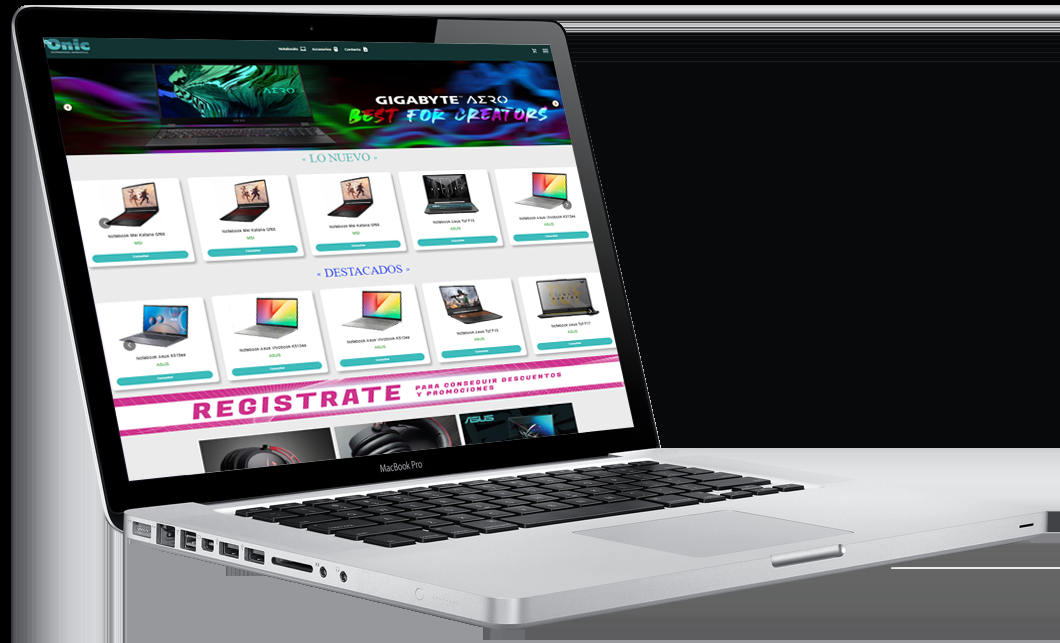 Onic
Notebooks Accesorios Contacto
AERO
GIGABYTE™ AERO
BEST FOR CREATORS
« LO NUEVO »
Notebook Msi Katana Gf66
MSI
Consultar
Notebook Msi Katana Gf66
MSI
Consultar
Notebook Msi Katana Gf66
MSI
Consultar
Notebook Asus Tuf F15
ASUS
Consultar
Notebook Asus Vivobook K513ea
ASUS
Consultar
« DESTACADOS »
Notebook Asus X515ea
ASUS
Consultar
Notebook Asus Vivobook K513ea
ASUS
Consultar
Notebook Asus Vivobook K513ea
ASUS
Consultar
Notebook Asus Tuf F15
ASUS
Consultar
Notebook Asus Tuf F17
ASUS
Consultar
REGISTRATE
PARA CONSEGUIR DESCUENTOS
Y PROMOCIONES
ASUS
MacBook Pro